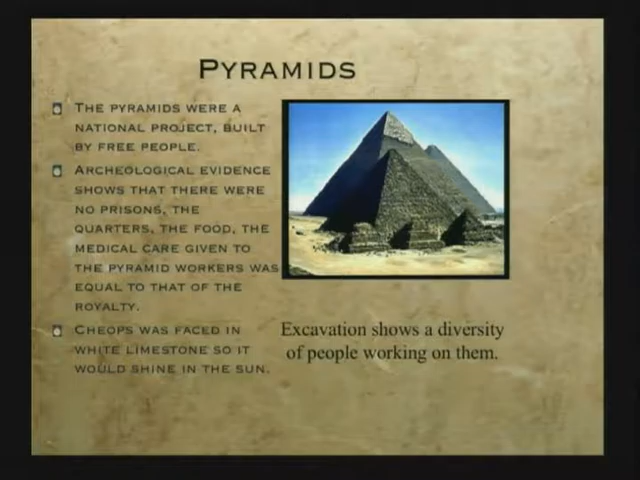 PYRAMIDS
THE PYRAMIDS WERE A
NATIONAL PROJECT, BUILT
BY FREE PEOPLE.
ARCHEOLOGICAL EVIDENCE
SHOWS THAT THERE WERE
NO PRISONS, THE
QUARTERS, THE FOOD, THE
MEDICAL CARE GIVEN TO
THE PYRAMID WORKERS WAS
EQUAL TO THAT OF THE
ROYALTY.
CHEOPS WAS FACED IN
WHITE LIMESTONE SO IT
WOULD SHINE IN THE SUN.
Excavation shows a diversity
of people working on them.